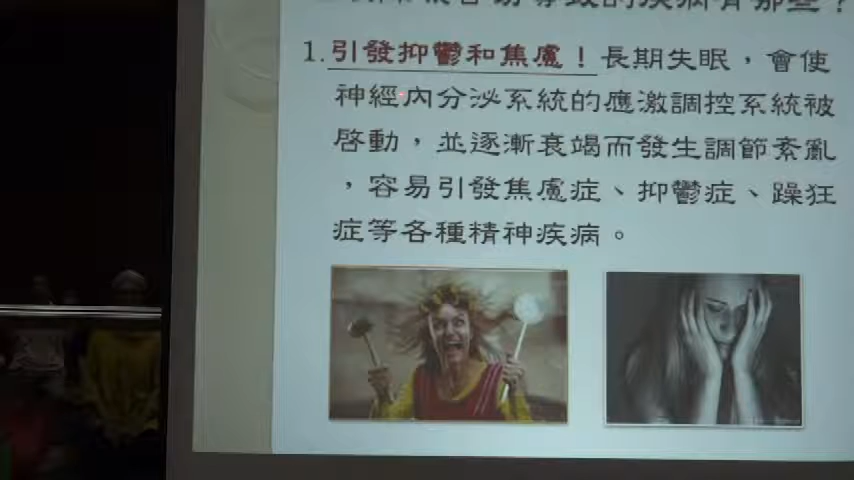 1.引發抑鬱和焦慮！長期失眠，會使
神經內分泌系統的應激調控系統被
啓動，並逐漸衰竭而發生調節紊亂
，容易引發焦慮症、抑鬱症、躁狂
症等各種精神疾病。